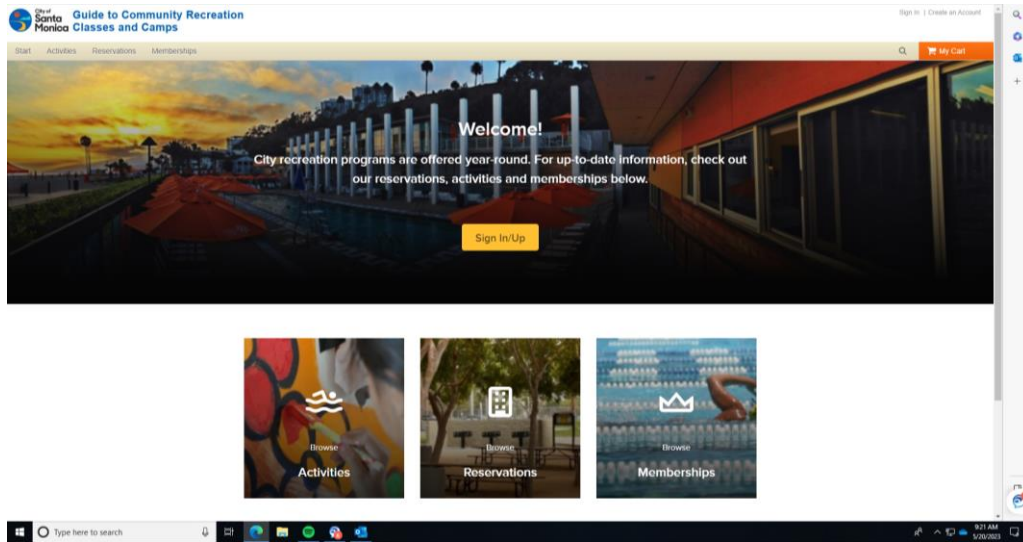 City of
Santa
Monica
Guide to Community Recreation
Classes and Camps
Sign In | Create an Account
Start Activities Reservations Memberships
My Cart
Welcome!
City recreation programs are offered year-round. For up-to-date information, check out
our reservations, activities and memberships below.
Sign In/Up
Browse
Activities
Browse
Reservations
Browse
Memberships
Type here to search
9:21 AM
5/20/2023